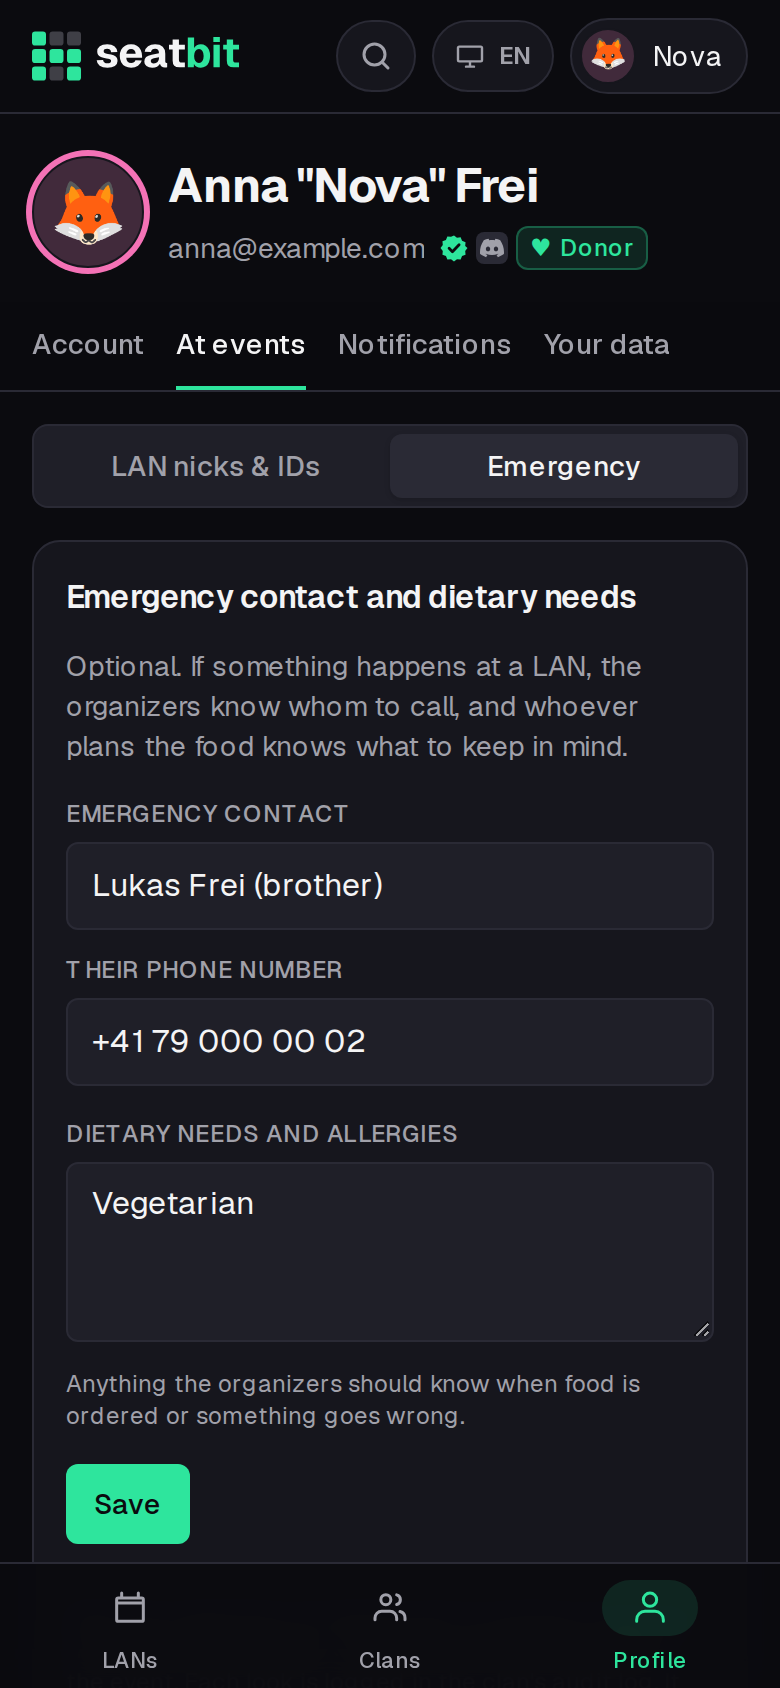 seatbit
EN
Nova
Anna "Nova" Frei
anna@example.com
♥ Donor
Account
At events
Notifications
Your data
LAN nicks & IDs
Emergency
Emergency contact and dietary needs
Optional. If something happens at a LAN, the
organizers know whom to call, and whoever
plans the food knows what to keep in mind.
EMERGENCY CONTACT
Lukas Frei (brother)
THEIR PHONE NUMBER
+41 79 000 00 02
DIETARY NEEDS AND ALLERGIES
Vegetarian
Anything the organizers should know when food is
ordered or something goes wrong.
Save
LANs
Clans
Profile